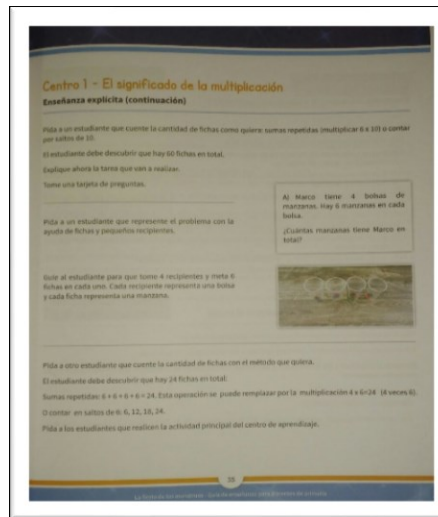 Centro 1 - El significado de la multiplicación
Enseñanza explícita (continuación)
Pida a un estudiante que cuente la cantidad de fichas como quiera: sumas repetidas (multiplicar 6 x 10) o contar
por saltos de 10.
El estudiante debe descubrir que hay 60 fichas en total.
Explique ahora la tarea que van a realizar.
Tome una tarjeta de preguntas.
A) Marco tiene 4 bolsas de
manzanas. Hay 6 manzanas en cada
bolsa.
¿Cuántas manzanas tiene Marco en
total?
Pida a un estudiante que represente el problema con la
ayuda de fichas y pequeños recipientes.
Guíe al estudiante para que tome 4 recipientes y meta 6
fichas en cada uno. Cada recipiente representa una bolsa
y cada ficha representa una manzana.
Pida a otro estudiante que cuente la cantidad de fichas con el método que quiera.
El estudiante debe descubrir que hay 24 fichas en total:
Sumas repetidas: 6 + 6 + 6 + 6 = 24. Esta operación se puede remplazar por la multiplicación 4 x 6=24 (4 veces 6).
O contar en saltos de 6: 6, 12, 18, 24.
Pida a los estudiantes que realicen la actividad principal del centro de aprendizaje.